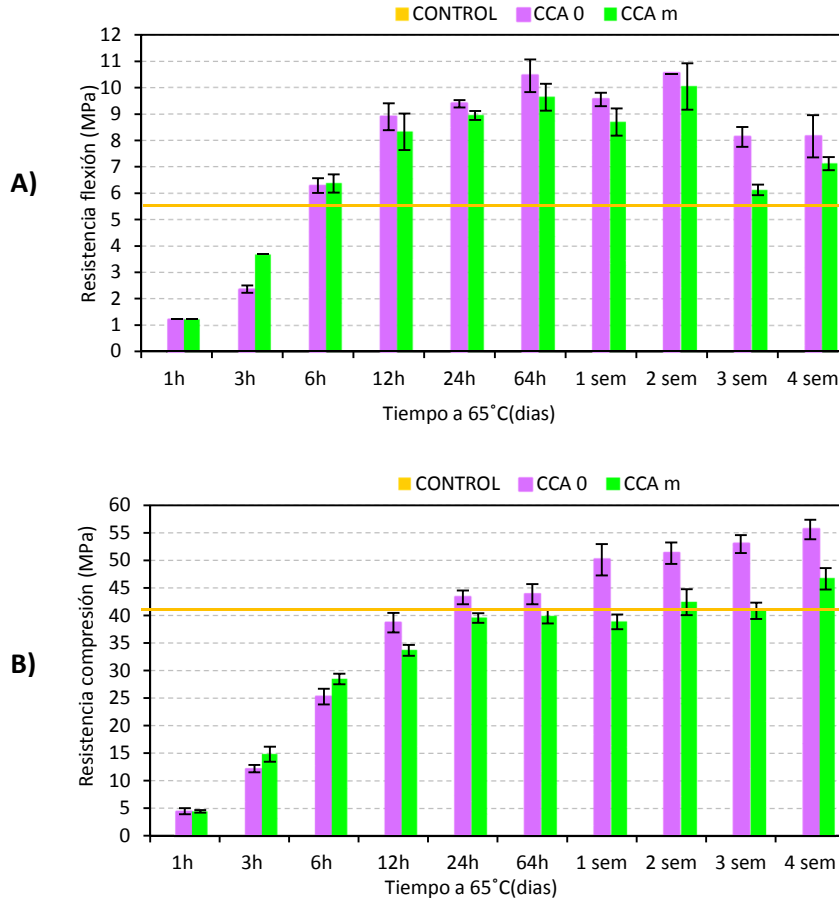 CONTROL CCA 0 CCA m
A)
Resistencia flexión (MPa)
11
10
9
8
7
6
5
4
3
2
1
0
1h 3h 6h 12h 24h 64h 1 sem 2 sem 3 sem 4 sem
Tiempo a 65˚C(dias)
CONTROL CCA 0 CCA m
B)
Resistencia compresión (MPa)
60
55
50
45
40
35
30
25
20
15
10
5
0
1h 3h 6h 12h 24h 64h 1 sem 2 sem 3 sem 4 sem
Tiempo a 65˚C(dias)